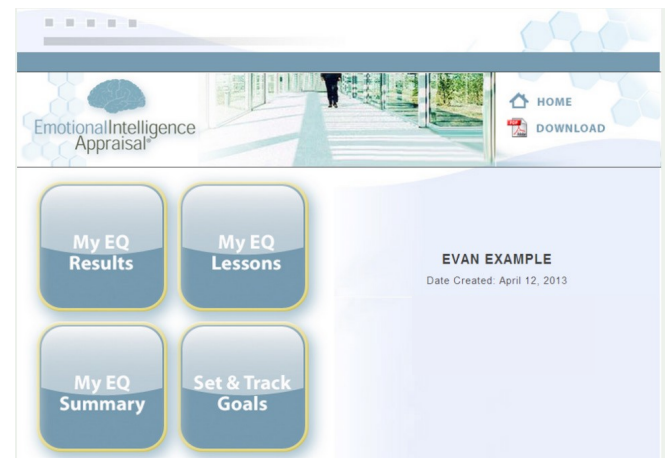 HOME
EmotionalIntelligence
Appraisal®
PDF
DOWNLOAD
My EQ
Results
My EQ
Lessons
EVAN EXAMPLE
Date Created: April 12, 2013
My EQ
Summary
Set & Track
Goals